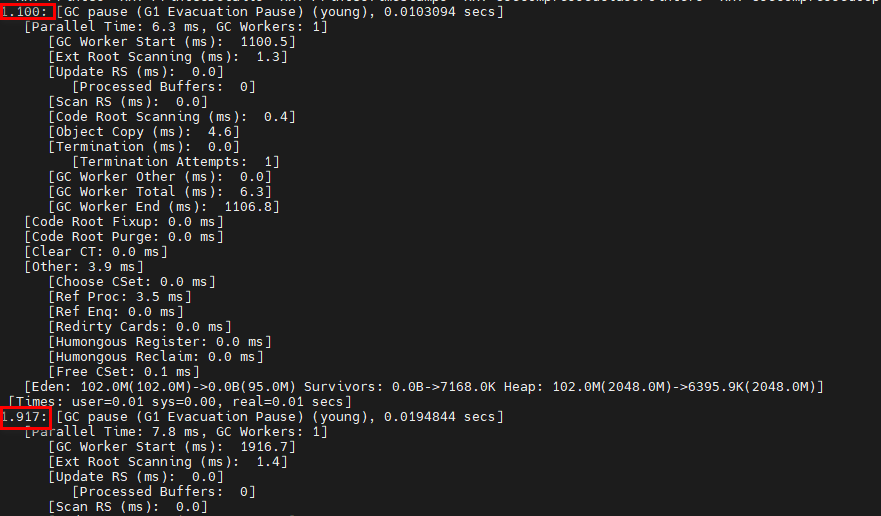 1.100: [GC pause (G1 Evacuation Pause) (young), 0.0103094 secs]
[Parallel Time: 6.3 ms, GC Workers: 1]
[GC Worker Start (ms): 1100.5]
[Ext Root Scanning (ms): 1.3]
[Update RS (ms): 0.0]
[Processed Buffers: 0]
[Scan RS (ms): 0.0]
[Code Root Scanning (ms): 0.4]
[Object Copy (ms): 4.6]
[Termination (ms): 0.0]
[Termination Attempts: 1]
[GC Worker Other (ms): 0.0]
[GC Worker Total (ms): 6.3]
[GC Worker End (ms): 1106.8]
[Code Root Fixup: 0.0 ms]
[Code Root Purge: 0.0 ms]
[Clear CT: 0.0 ms]
[Other: 3.9 ms]
[Choose CSet: 0.0 ms]
[Ref Proc: 3.5 ms]
[Ref Enq: 0.0 ms]
[Redirty Cards: 0.0 ms]
[Humongous Register: 0.0 ms]
[Humongous Reclaim: 0.0 ms]
[Free CSet: 0.1 ms]
[Eden: 102.0M(102.0M)->0.0B(95.0M) Survivors: 0.0B->7168.0K Heap: 102.0M(2048.0M)->6395.9K(2048.0M)]
[Times: user=0.01 sys=0.00, real=0.01 secs]
1.917: [GC pause (G1 Evacuation Pause) (young), 0.0194844 secs]
[Parallel Time: 7.8 ms, GC Workers: 1]
[GC Worker Start (ms): 1916.7]
[Ext Root Scanning (ms): 1.4]
[Update RS (ms): 0.0]
[Processed Buffers: 0]
[Scan RS (ms): 0.0]